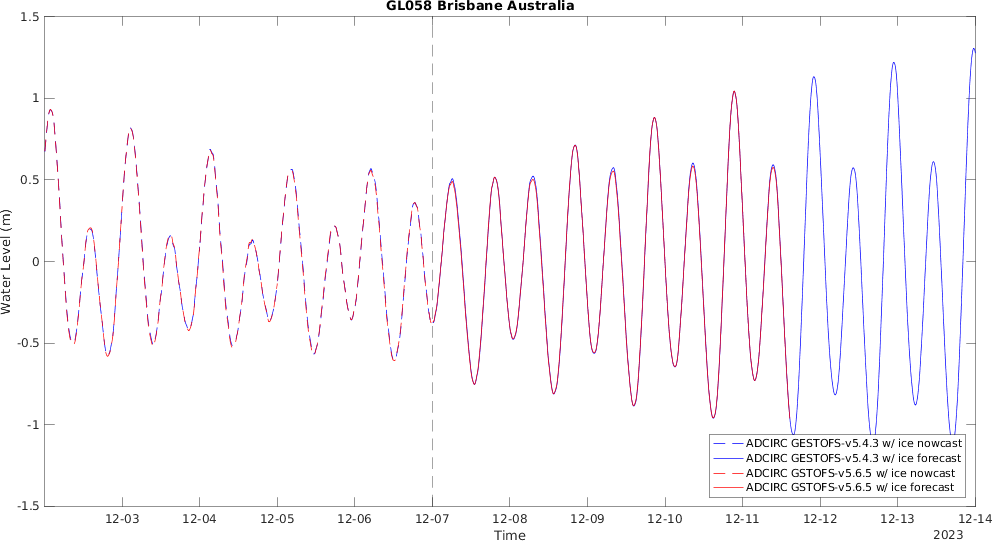 GL058 Brisbane Australia
1.5
1
0.5
0
-0.5
-1
-1.5
Water Level (m)
12-03 12-04 12-05 12-06 12-07 12-08 12-09 12-10 12-11 12-12 12-13 12-14
2023
Time
ADCIRC GESTOFS-v5.4.3 w/ ice nowcast
ADCIRC GESTOFS-v5.4.3 w/ ice forecast
ADCIRC GSTOFS-v5.6.5 w/ ice nowcast
ADCIRC GSTOFS-v5.6.5 w/ ice forecast